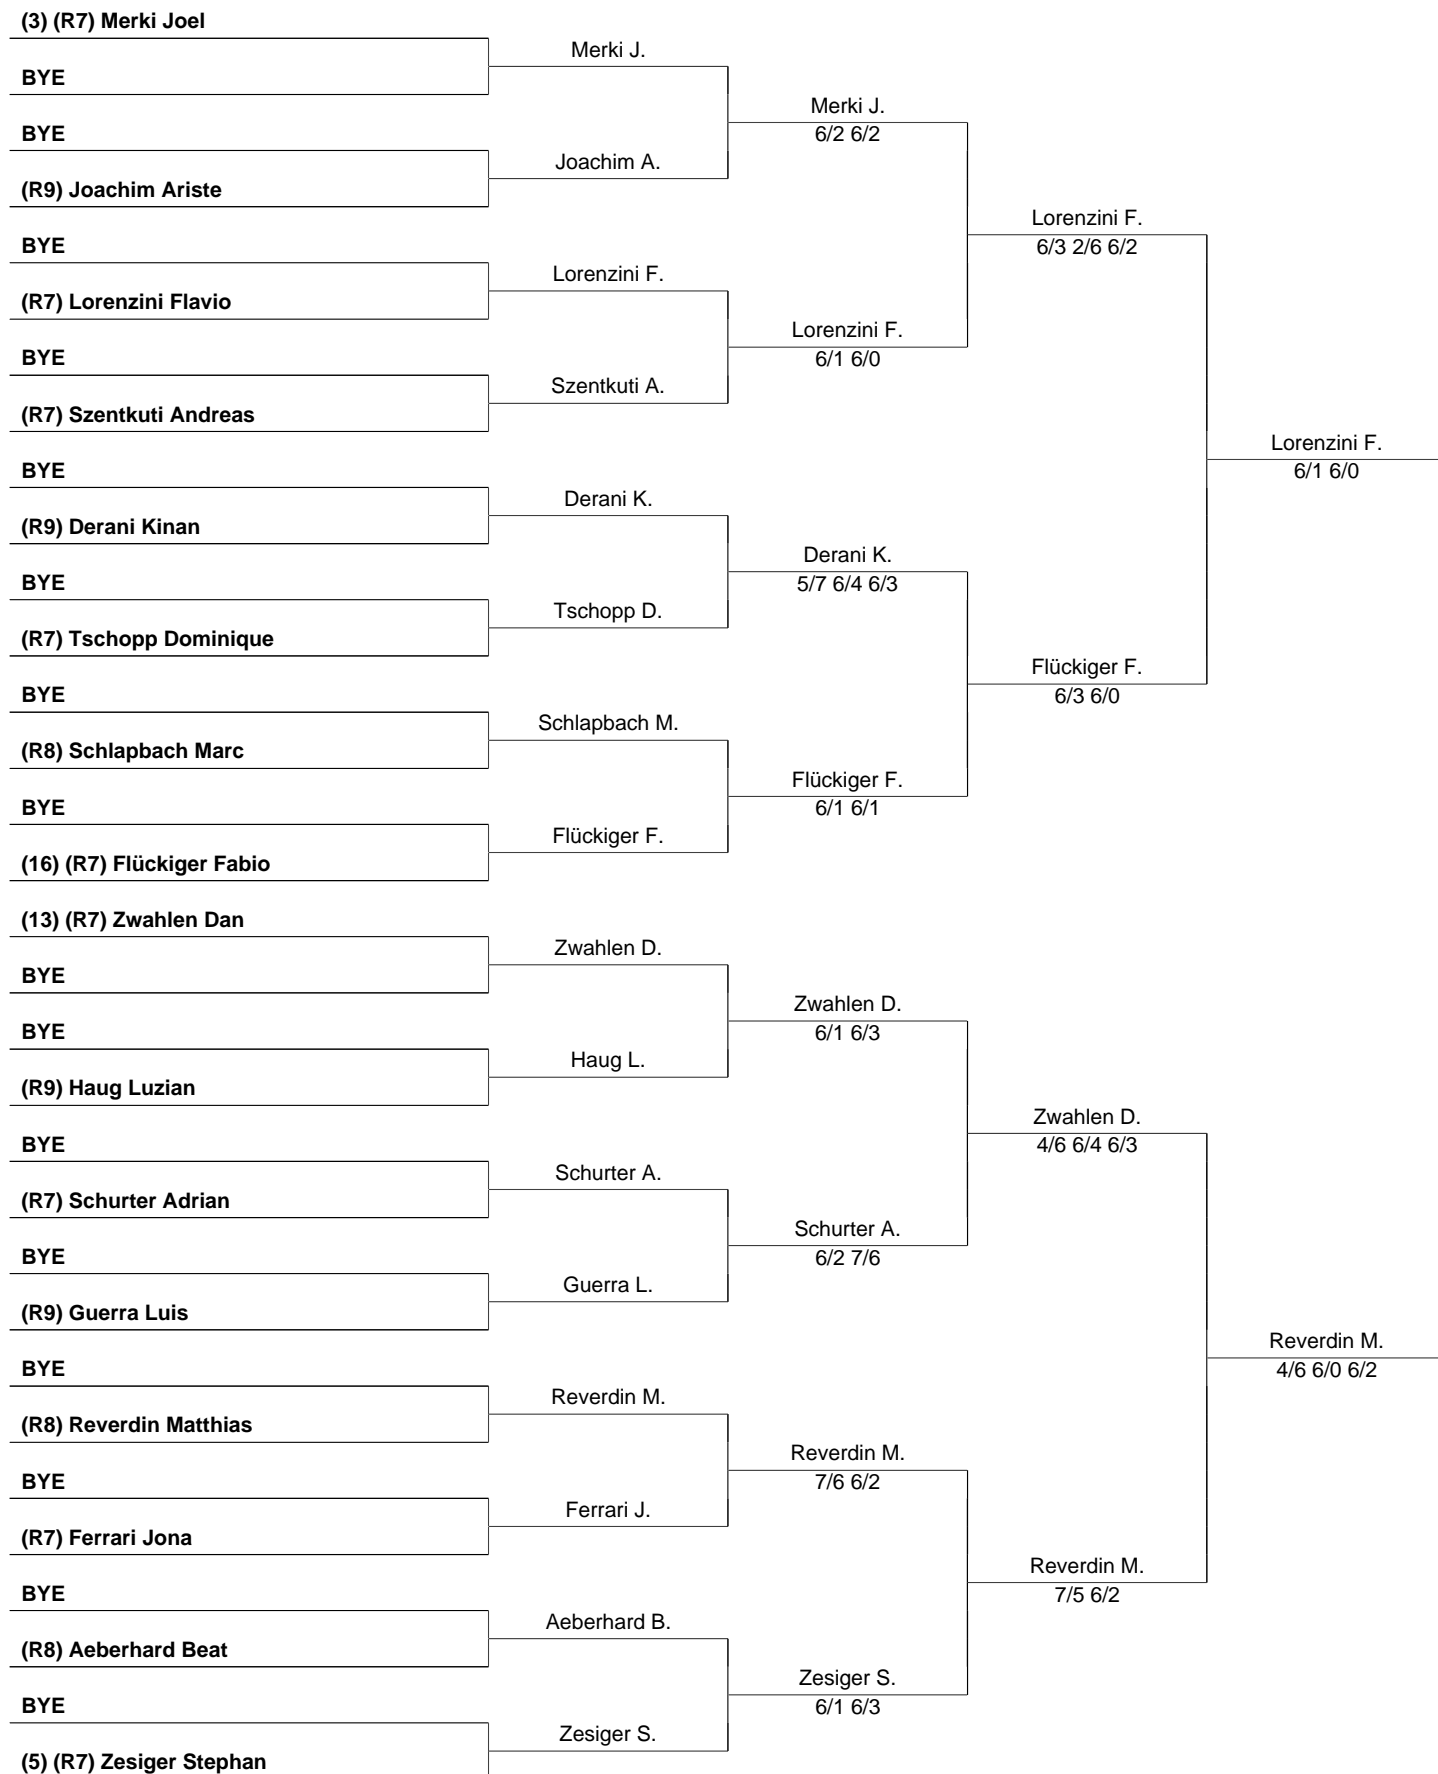 (3) (R7) Merki Joel
Merki J.
BYE
Merki J.
BYE
6/2 6/2
Joachim A.
(R9) Joachim Ariste
Lorenzini F.
BYE
6/3 2/6 6/2
Lorenzini F.
(R7) Lorenzini Flavio
Lorenzini F.
BYE
6/1 6/0
Szentkuti A.
(R7) Szentkuti Andreas
Lorenzini F.
BYE
6/1 6/0
Derani K.
(R9) Derani Kinan
Derani K.
BYE
5/7 6/4 6/3
Tschopp D.
(R7) Tschopp Dominique
Flückiger F.
BYE
6/3 6/0
Schlapbach M.
(R8) Schlapbach Marc
Flückiger F.
BYE
6/1 6/1
Flückiger F.
(16) (R7) Flückiger Fabio
(13) (R7) Zwahlen Dan
Zwahlen D.
BYE
Zwahlen D.
BYE
6/1 6/3
Haug L.
(R9) Haug Luzian
Zwahlen D.
BYE
4/6 6/4 6/3
Schurter A.
(R7) Schurter Adrian
Schurter A.
BYE
6/2 7/6
Guerra L.
(R9) Guerra Luis
Reverdin M.
BYE
4/6 6/0 6/2
Reverdin M.
(R8) Reverdin Matthias
Reverdin M.
BYE
7/6 6/2
Ferrari J.
(R7) Ferrari Jona
Reverdin M.
BYE
7/5 6/2
Aeberhard B.
(R8) Aeberhard Beat
Zesiger S.
BYE
6/1 6/3
Zesiger S.
(5) (R7) Zesiger Stephan